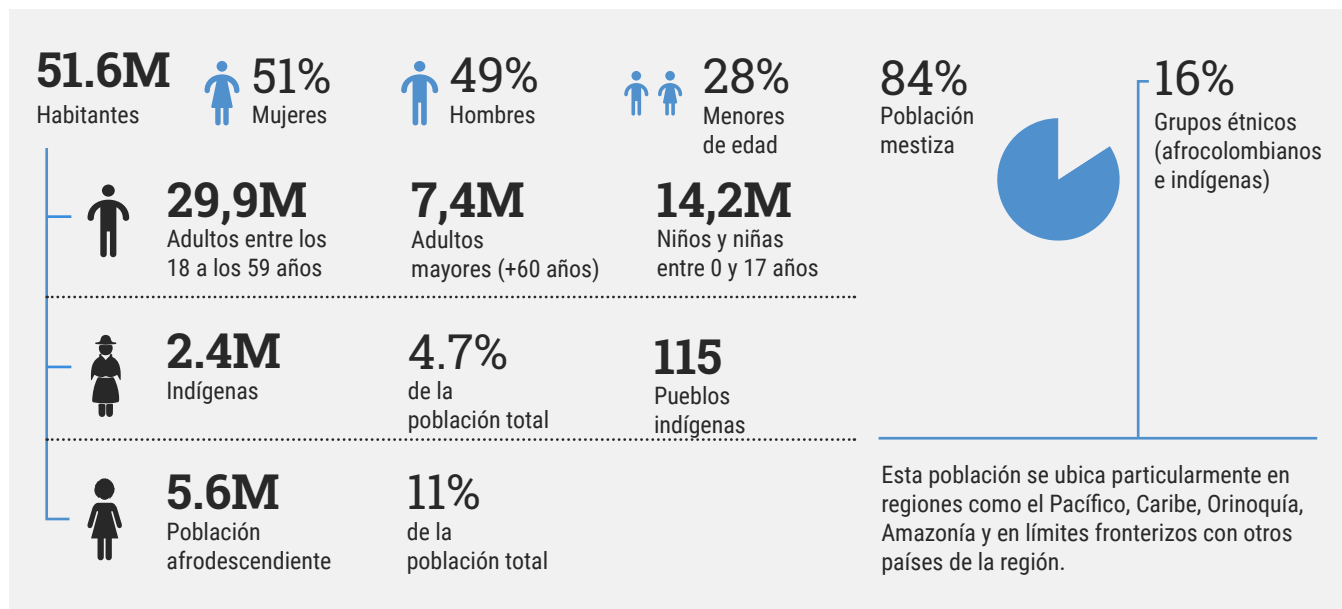 51.6M
Habitantes
51%
Mujeres
49%
Hombres
28%
Menores
de edad
84%
Población
mestiza
16%
Grupos étnicos
(afrocolombianos
e indígenas)
29,9M
Adultos entre los
18 a los 59 años
7,4M
Adultos
mayores (+60 años)
14,2M
Niños y niñas
entre 0 y 17 años
2.4M
Indígenas
4.7%
de la
población total
115
Pueblos
indígenas
5.6M
Población
afrodescendiente
11%
de la
población total
Esta población se ubica particularmente en
regiones como el Pacífico, Caribe, Orinoquía,
Amazonía y en límites fronterizos con otros
países de la región.